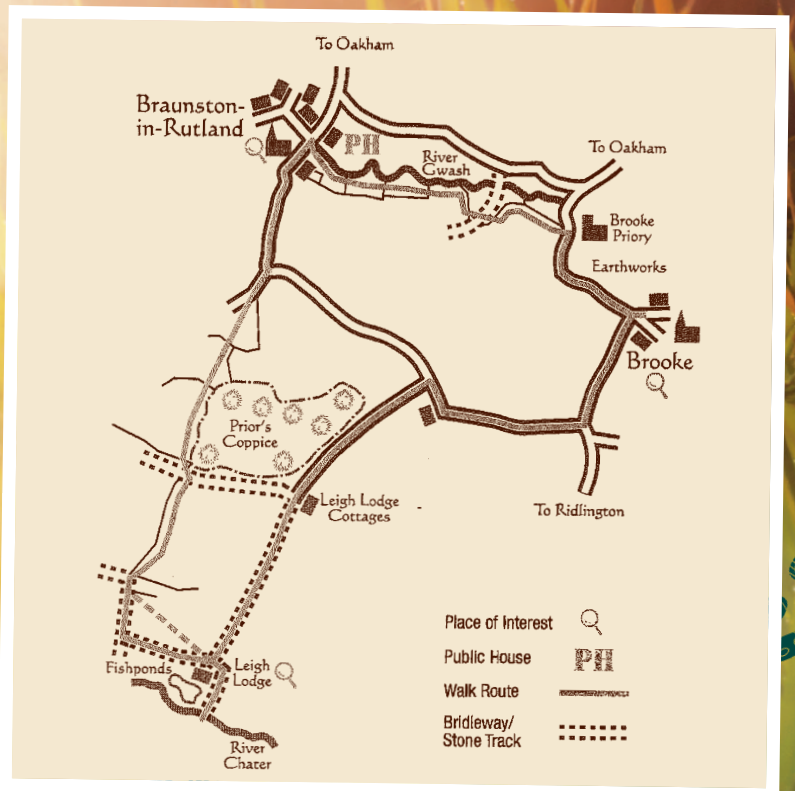 To Oakham
Braunston-
in-Rutland
PH
River
Gwash
To Oakham
Brooke
Priory
Earthworks
Brooke
Prior's
Coppice
Leigh Lodge
Cottages
To Ridlington
Fishponds
Leigh
Lodge
River
Chater
Place of Interest
Public House PH
Walk Route
Bridleway/
Stone Track